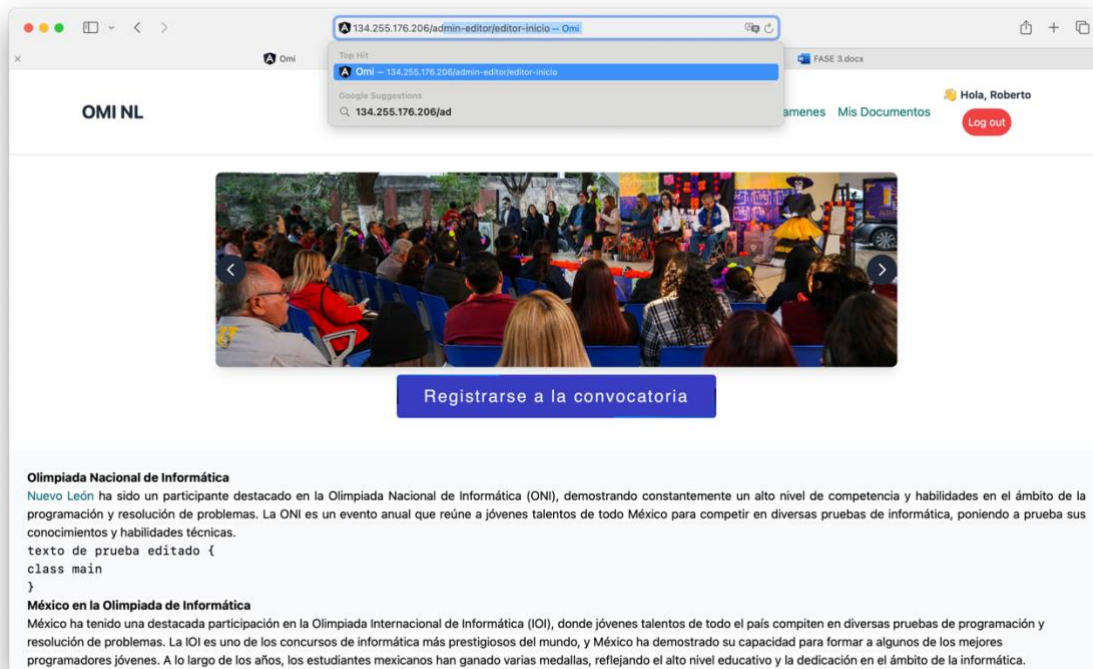 134.255.176.206/admin-editor/editor-inicio — Omi
Omi
Top Hit
Omi — 134.255.176.206/admin-editor/editor-inicio
Google Suggestions
134.255.176.206/ad
FASE 3.docx
OMI NL
amenes
Mis Documentos
👋 Hola, Roberto
Log out
Registrarse a la convocatoria
Olimpiada Nacional de Informática
Nuevo León ha sido un participante destacado en la Olimpiada Nacional de Informática (ONI), demostrando constantemente un alto nivel de competencia y habilidades en el ámbito de la
programación y resolución de problemas. La ONI es un evento anual que reúne a jóvenes talentos de todo México para competir en diversas pruebas de informática, poniendo a prueba sus
conocimientos y habilidades técnicas.
texto de prueba editado {
class main
}
México en la Olimpiada de Informática
México ha tenido una destacada participación en la Olimpiada Internacional de Informática (IOI), donde jóvenes talentos de todo el país compiten en diversas pruebas de programación y
resolución de problemas. La IOI es uno de los concursos de informática más prestigiosos del mundo, y México ha demostrado su capacidad para formar a algunos de los mejores
programadores jóvenes. A lo largo de los años, los estudiantes mexicanos han ganado varias medallas, reflejando el alto nivel educativo y la dedicación en el ámbito de la informática.